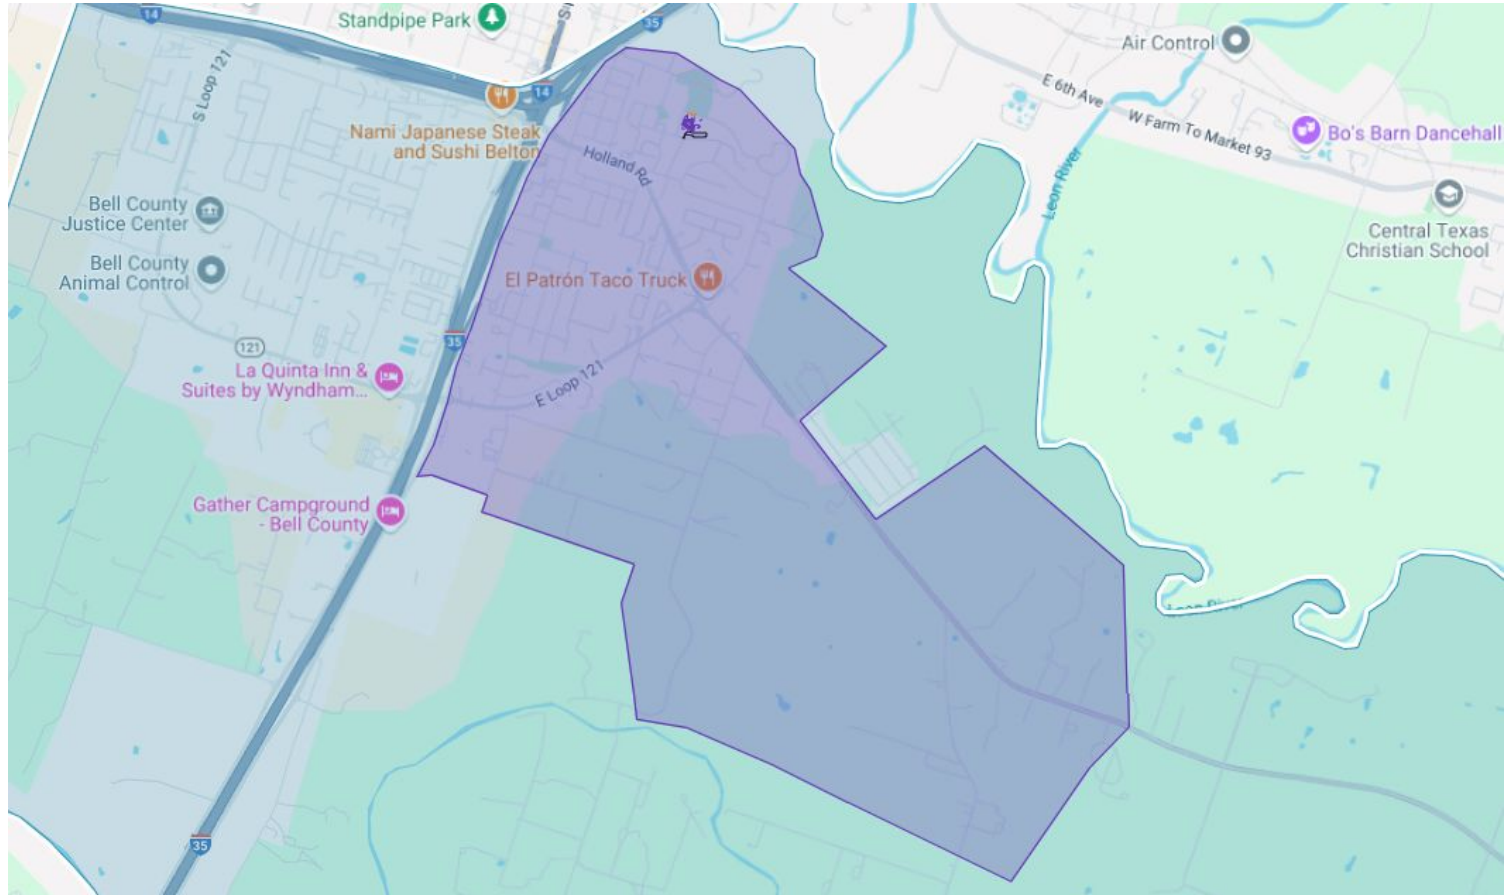 14
Standpipe Park
35
Air Control
S Loop 121
14
E 6th Ave
W Farm To Market 93
Nami Japanese Steak
and Sushi Belton
Bo's Barn Dancehall
Holland Rd
Leon River
Bell County
Justice Center
Central Texas
Christian School
Bell County
Animal Control
El Patrón Taco Truck
35
121
La Quinta Inn &
Suites by Wyndham...
E Loop 121
Gather Campground
- Bell County
Leon River
35